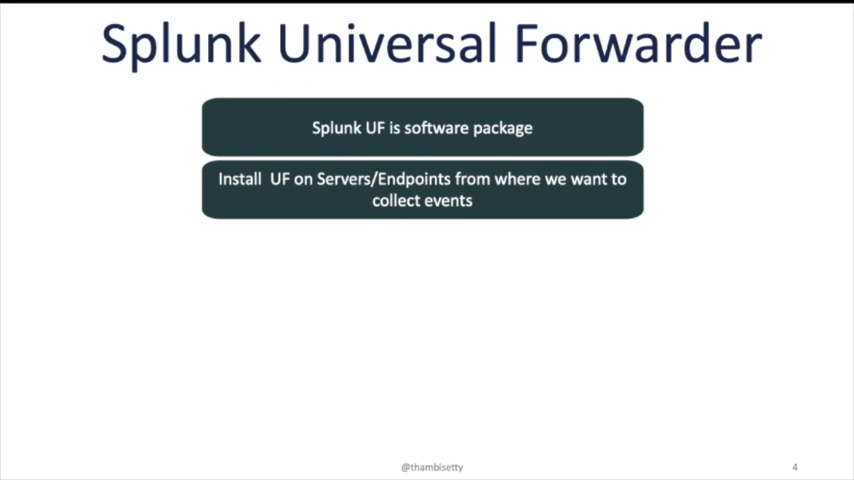 Splunk Universal Forwarder
Splunk UF is software package
Install  UF on Servers/Endpoints from where we want to
collect events
@thambisetty
4